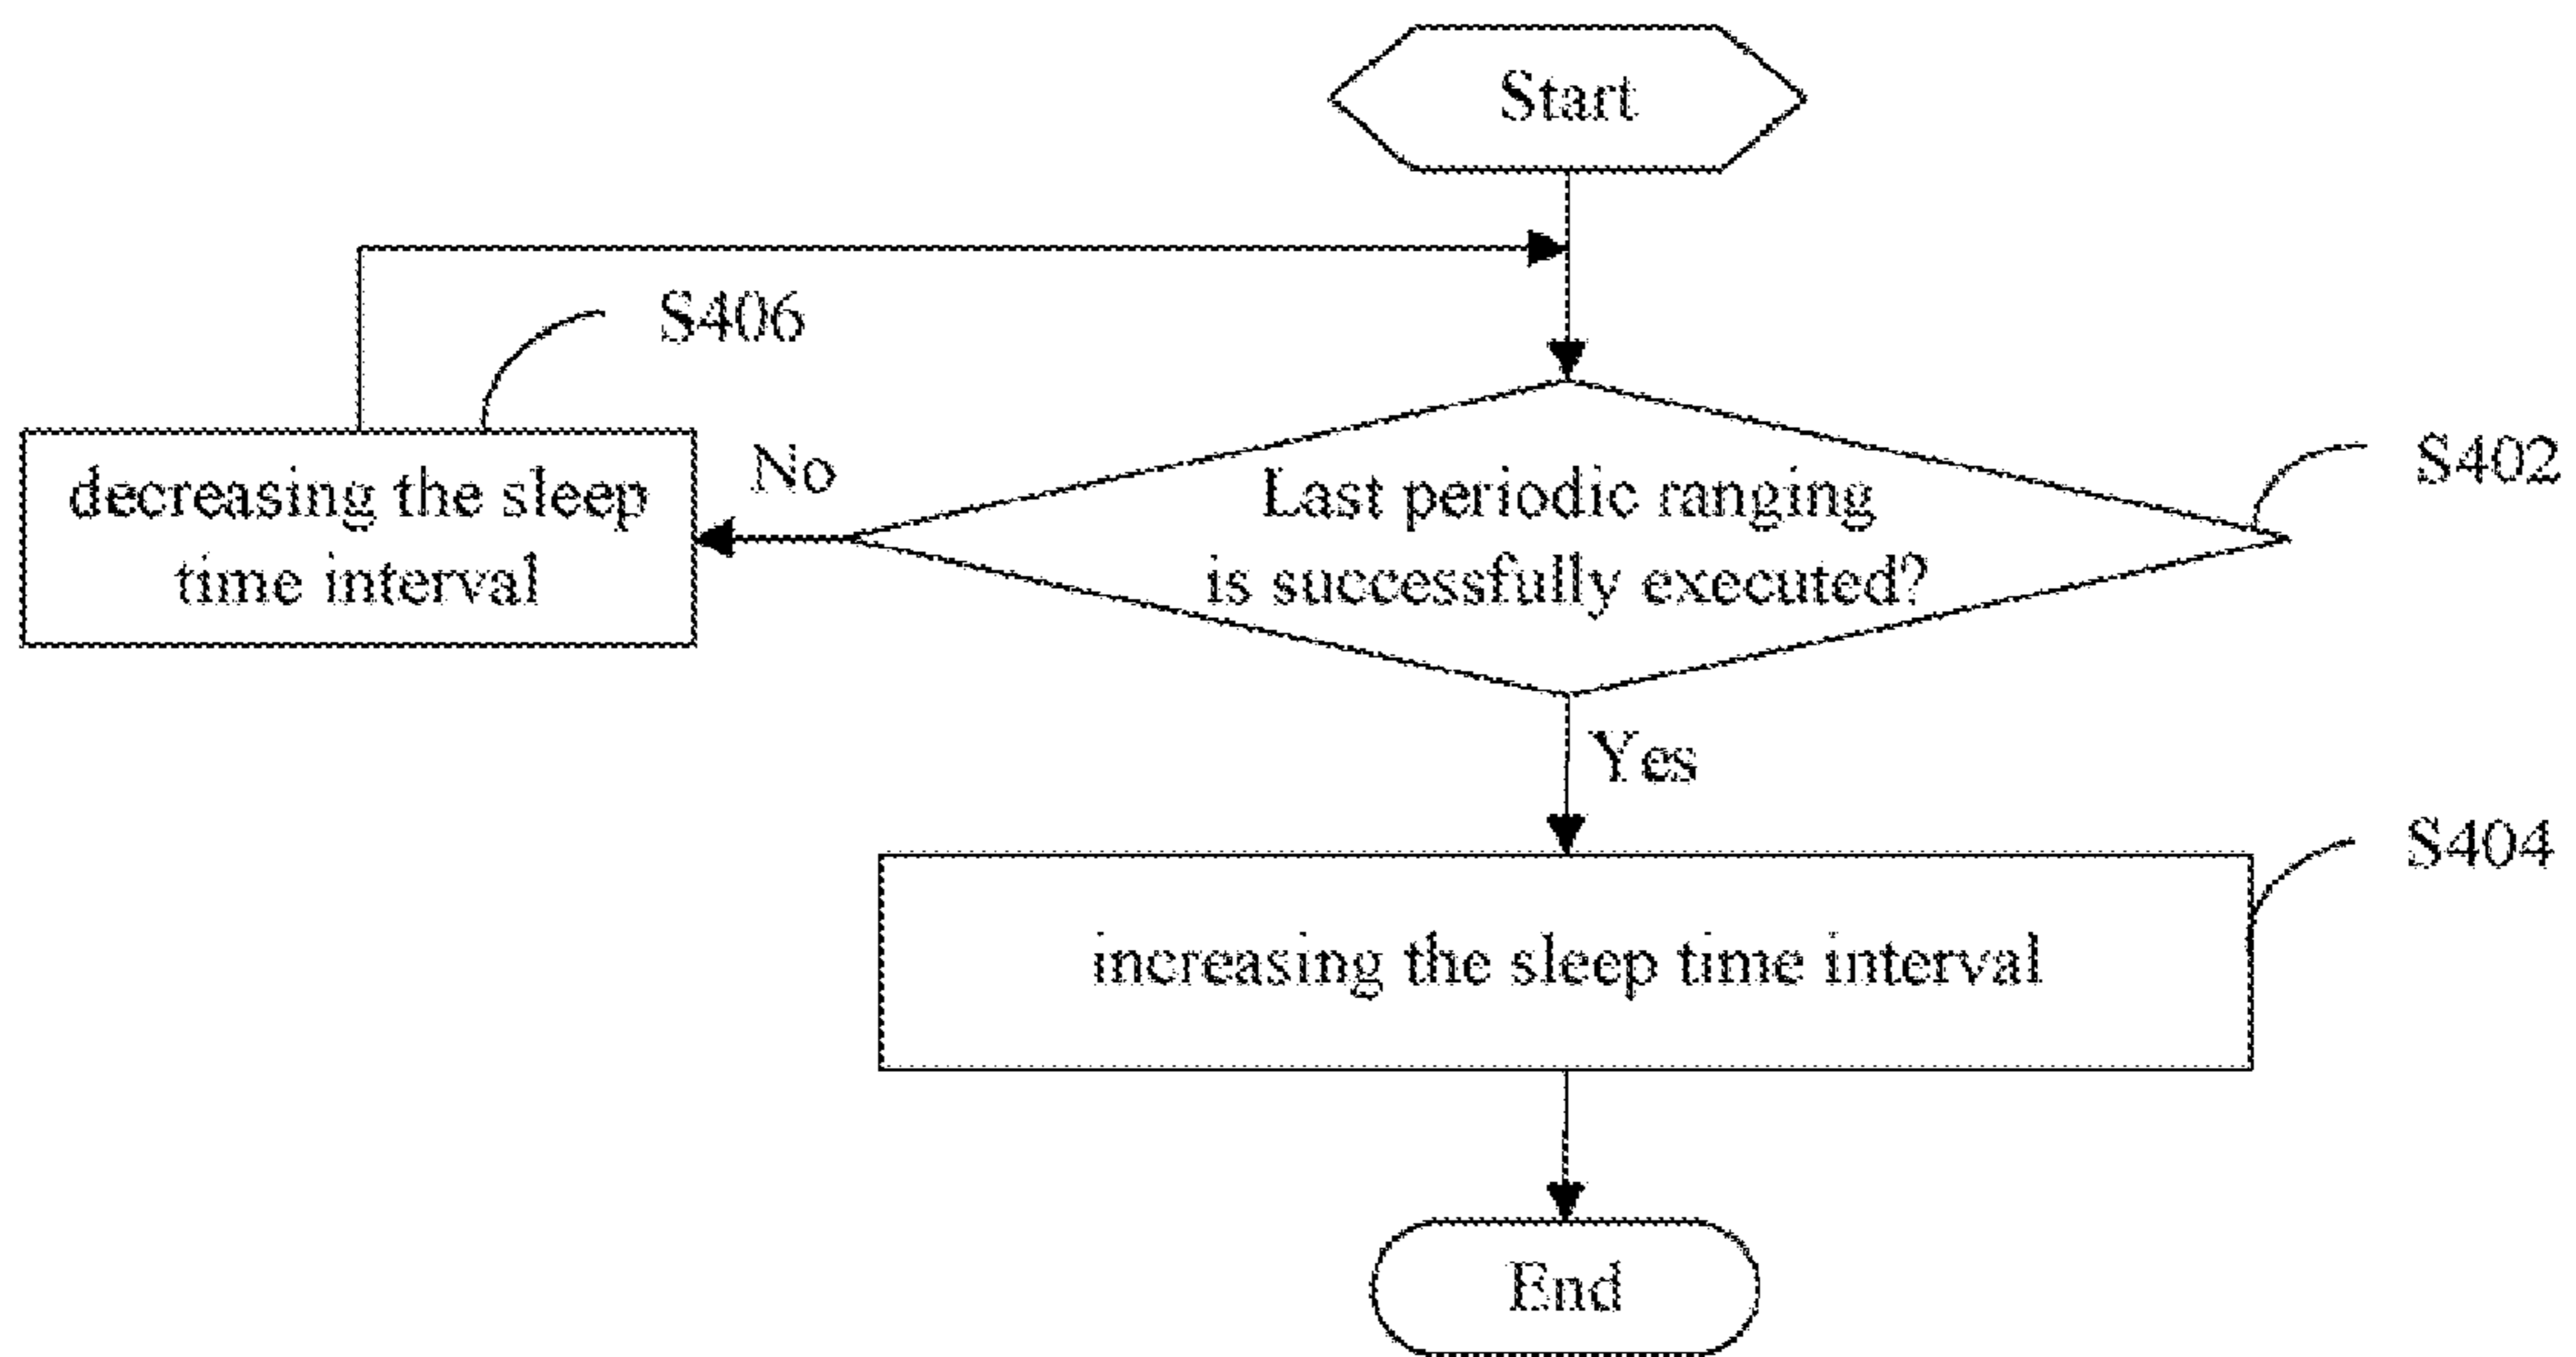 Start
S406
S402
No
decreasing the sleep
time interval
Last periodic ranging
is successfully executed?
Yes
S404
increasing the sleep time interval
End